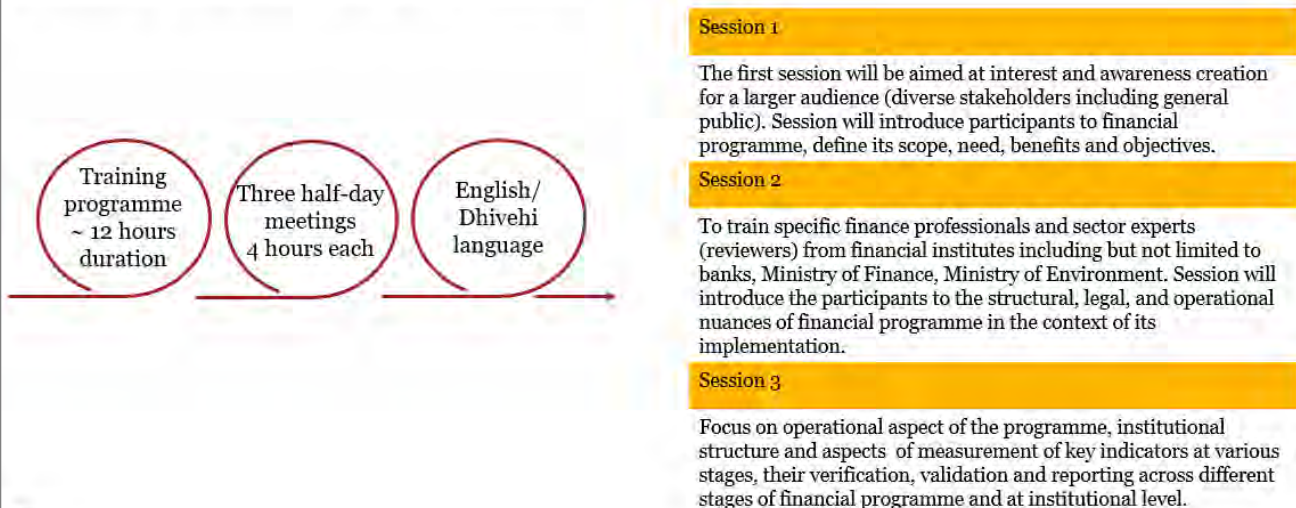 Training
programme
~ 12 hours
duration
Three half-day
meetings
4 hours each
English/
Dhivehi
language
Session 1
The first session will be aimed at interest and awareness creation
for a larger audience (diverse stakeholders including general
public). Session will introduce participants to financial
programme, define its scope, need, benefits and objectives.
Session 2
To train specific finance professionals and sector experts
(reviewers) from financial institutes including but not limited to
banks, Ministry of Finance, Ministry of Environment. Session will
introduce the participants to the structural, legal, and operational
nuances of financial programme in the context of its
implementation.
Session 3
Focus on operational aspect of the programme, institutional
structure and aspects of measurement of key indicators at various
stages, their verification, validation and reporting across different
stages of financial programme and at institutional level.